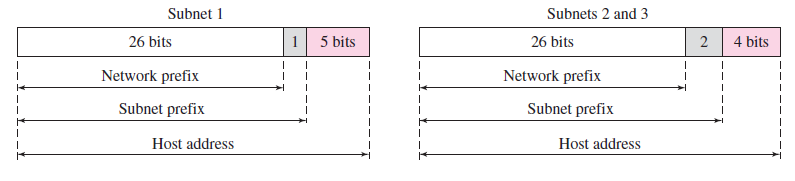 Subnet 1
26 bits 1 5 bits
Network prefix
Subnet prefix
Host address
Subnets 2 and 3
26 bits 2 4 bits
Network prefix
Subnet prefix
Host address